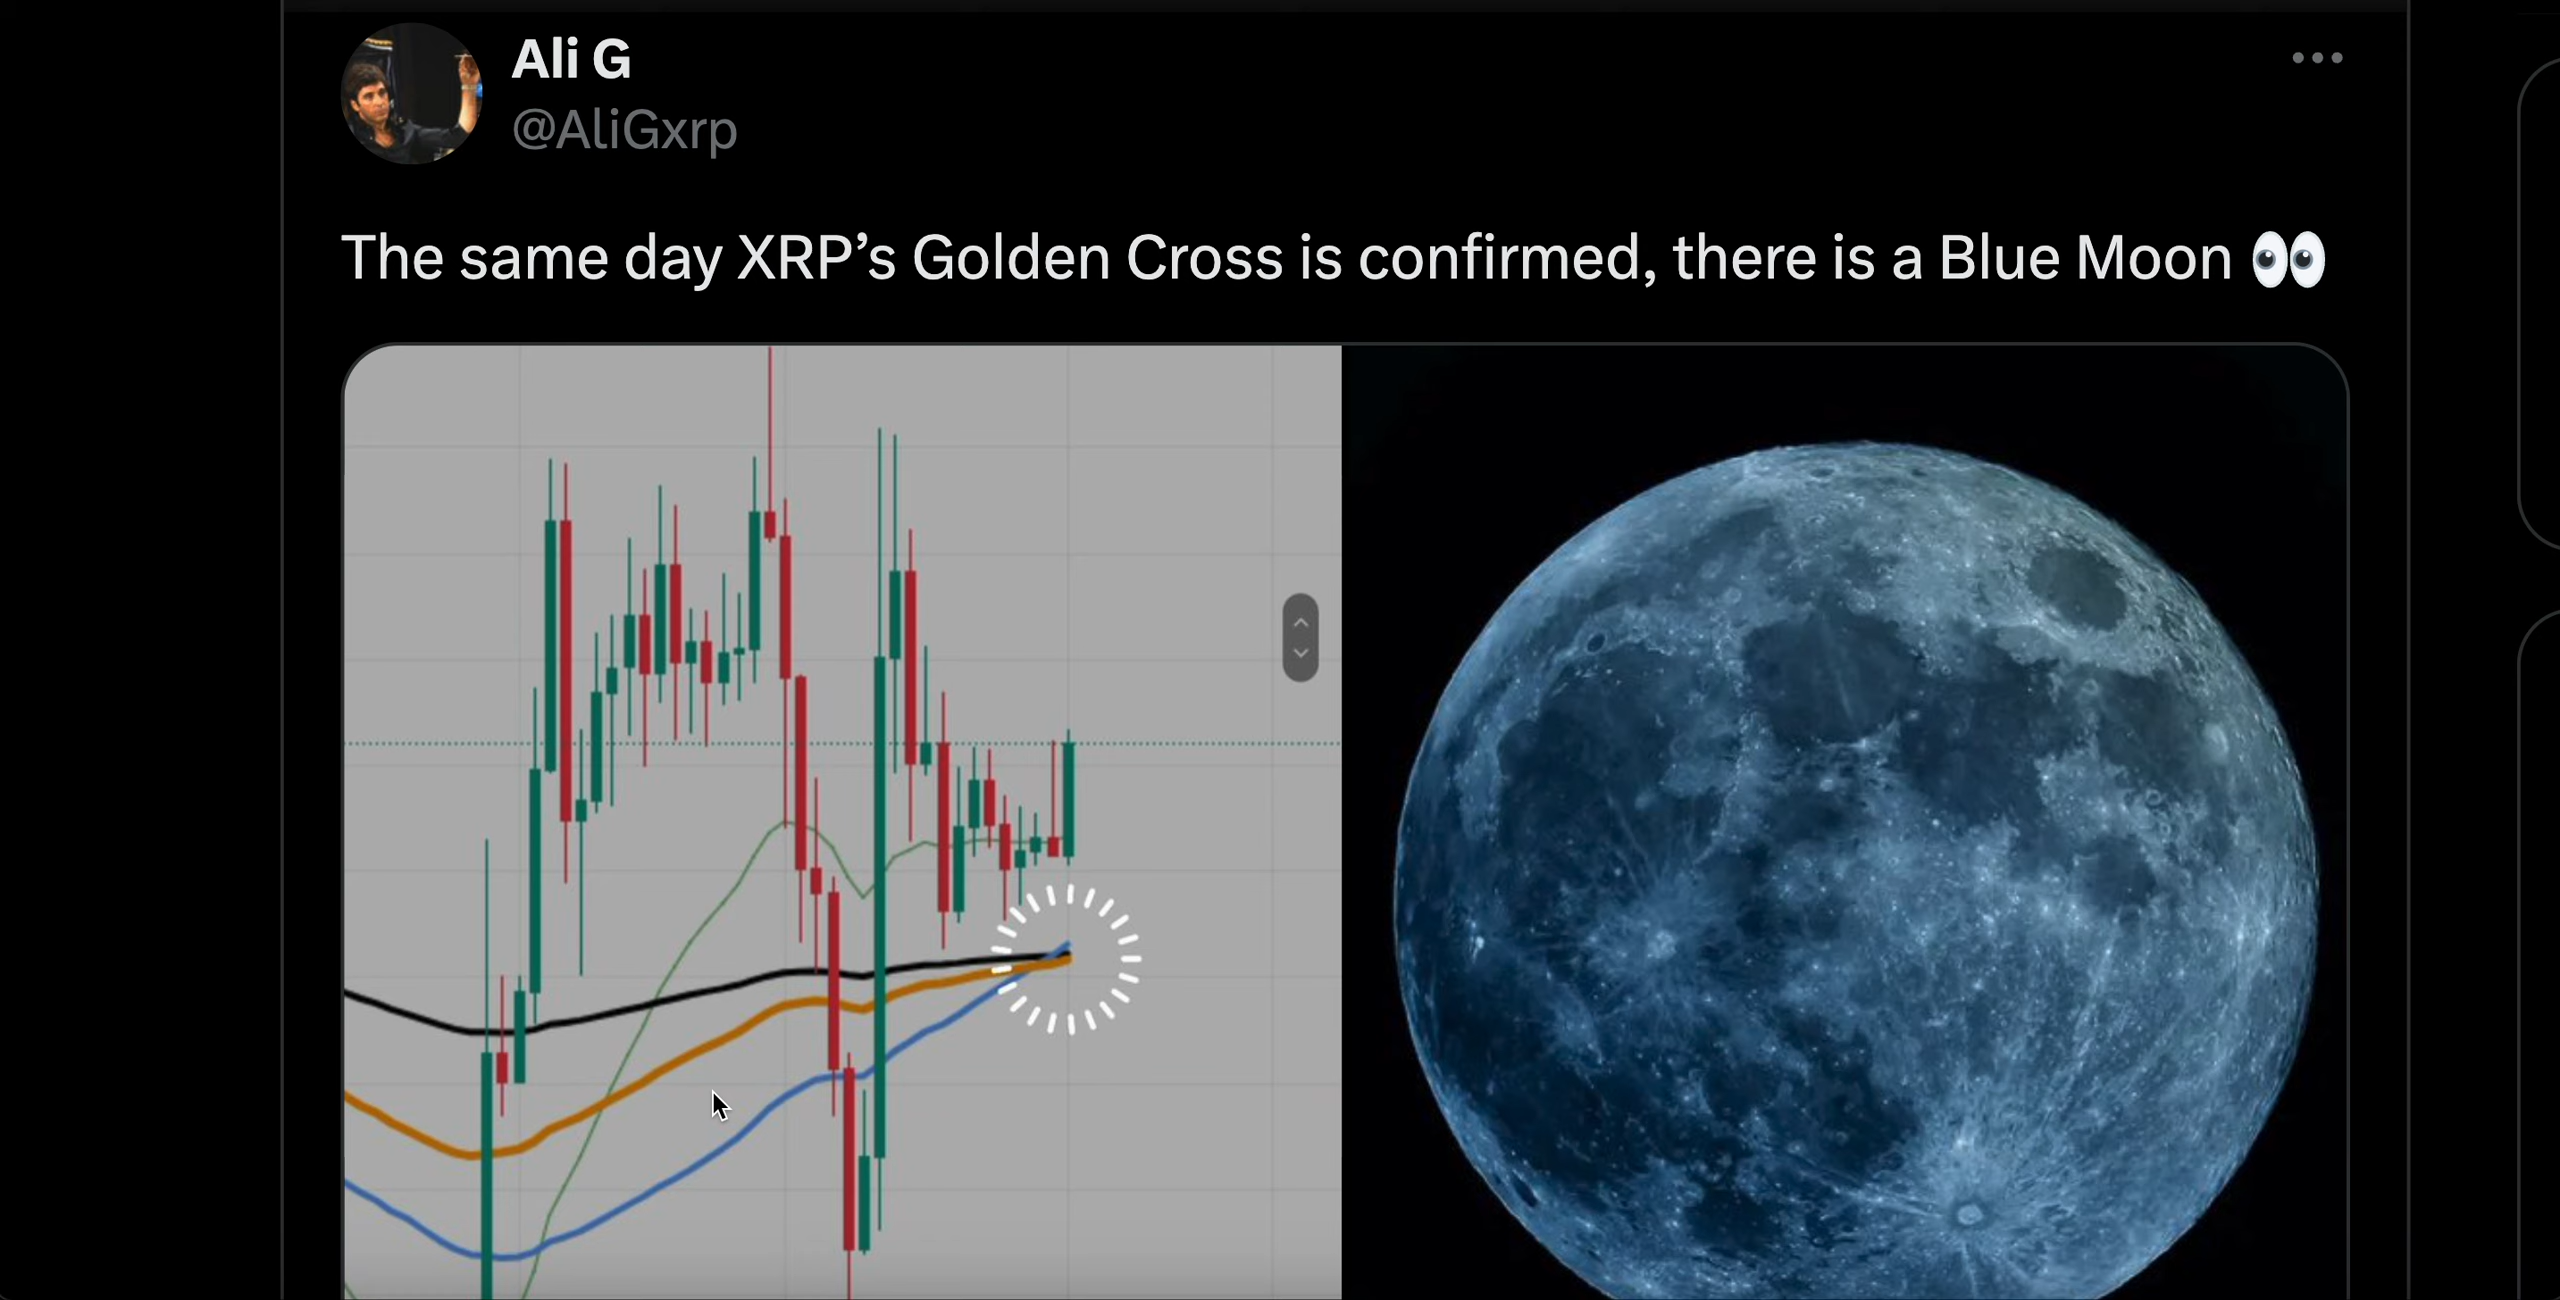 Ali G
@AliGxrp
The same day XRP’s Golden Cross is confirmed, there is a Blue Moon 👀